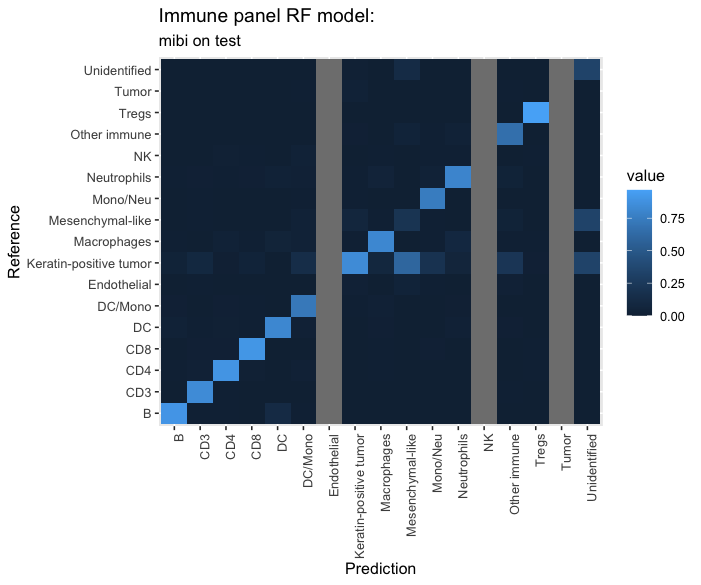 Immune panel RF model:
mibi on test
Reference
Unidentified
Tumor
Tregs
Other immune
NK
Neutrophils
Mono/Neu
Mesenchymal-like
Macrophages
Keratin-positive tumor
Endothelial
DC/Mono
DC
CD8
CD4
CD3
B
B
CD3
CD4
CD8
DC
DC/Mono
Endothelial
Keratin-positive tumor
Macrophages
Mesenchymal-like
Mono/Neu
Neutrophils
NK
Other immune
Tregs
Tumor
Unidentified
Prediction
value
0.75
0.50
0.25
0.00